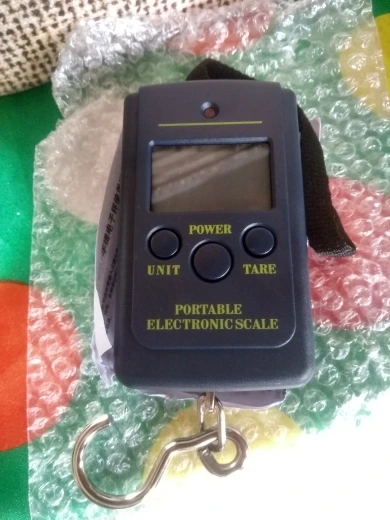 POWER
UNIT TARE
PORTABLE
ELECTRONIC SCALE